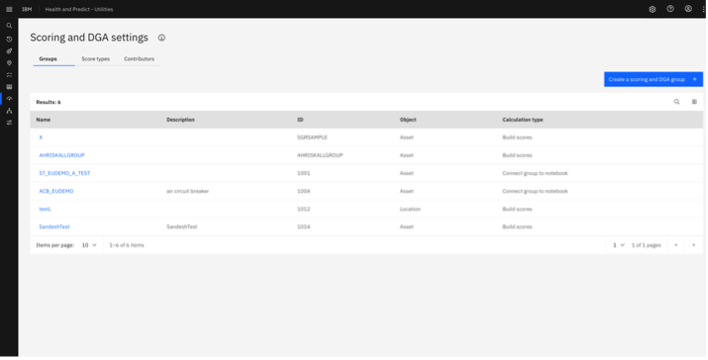 IBM Health and Predict - Utilities
Scoring and DGA settings
Groups Score types Contributors
Create a scoring and DGA group +
Results: 6
Name Description ID Object Calculation type
X SGMSAMPLE Asset Build scores
AHRISKALLGROUP AHRISKALLGROUP Asset Build scores
ST_EUDEMO_A_TEST 1001 Asset Connect group to notebook
ACB_EUDEMO air circuit breaker 1004 Asset Connect group to notebook
testL 1012 Location Build scores
SandeshTest SandeshTest 1014 Asset Build scores
Items per page: 10 1–6 of 6 items 1 1 of 1 pages